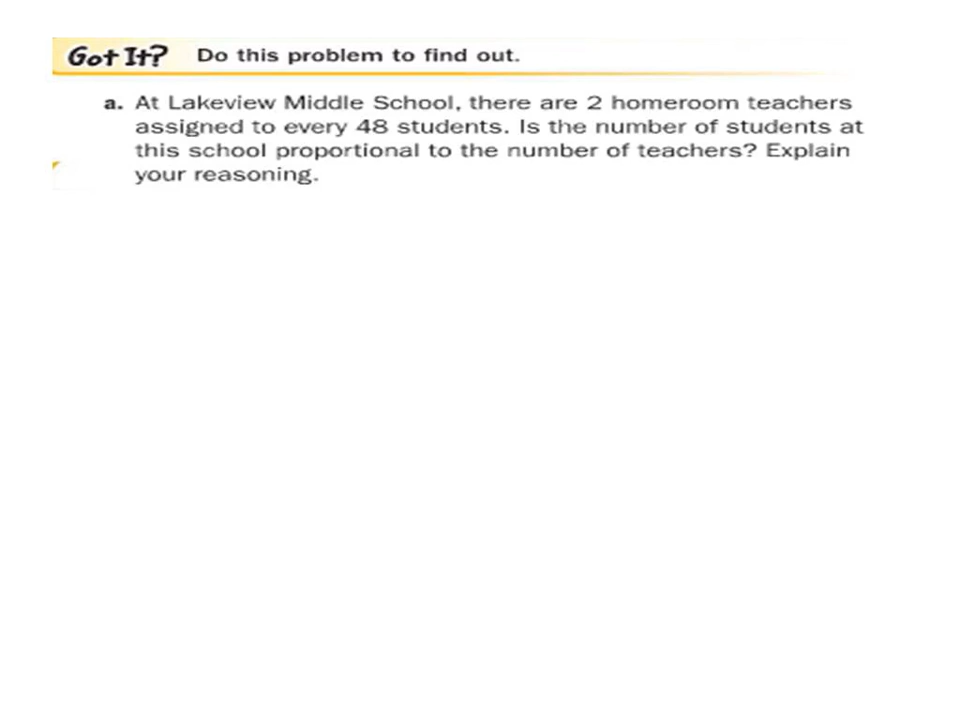 Got It? Do this problem to find out.
a. At Lakeview Middle School, there are 2 homeroom teachers
assigned to every 48 students. Is the number of students at
this school proportional to the number of teachers? Explain
your reasoning.